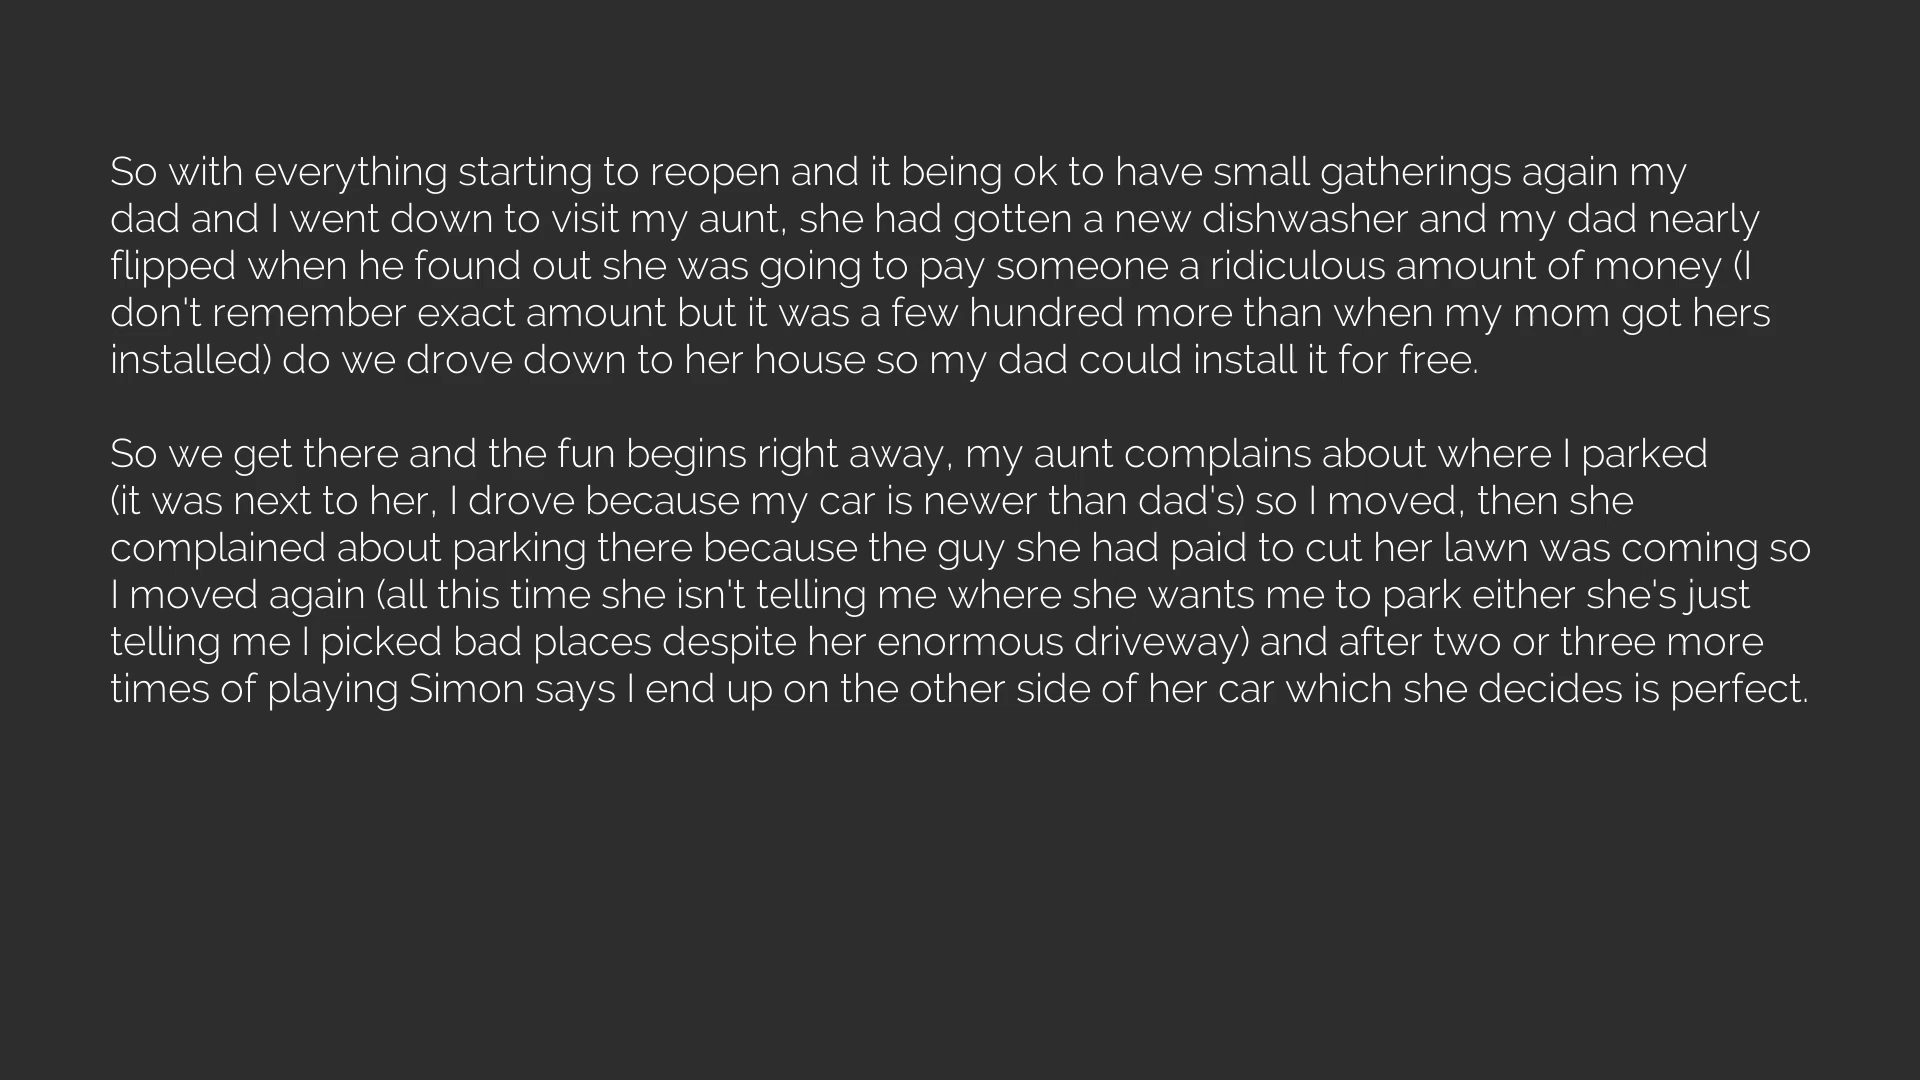 So with everything starting to reopen and it being ok to have small gatherings again my
dad and I went down to visit my aunt, she had gotten a new dishwasher and my dad nearly
flipped when he found out she was going to pay someone a ridiculous amount of money (I
don't remember exact amount but it was a few hundred more than when my mom got hers
installed) do we drove down to her house so my dad could install it for free.
So we get there and the fun begins right away, my aunt complains about where I parked
(it was next to her, I drove because my car is newer than dad's) so I moved, then she
complained about parking there because the guy she had paid to cut her lawn was coming so
I moved again (all this time she isn't telling me where she wants me to park either she's just
telling me I picked bad places despite her enormous driveway) and after two or three more
times of playing Simon says I end up on the other side of her car which she decides is perfect.